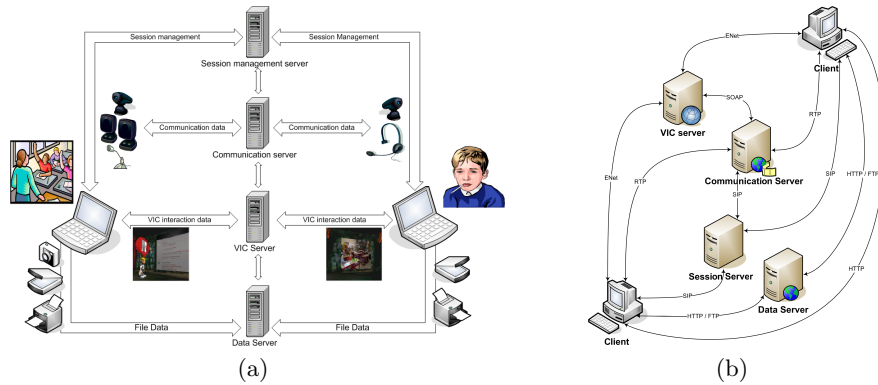 Session management
Session Management
Session management server
Communication data
Communication data
Communication server
VIC interaction data
VIC interaction data
VIC Server
File Data
File Data
Data Server
(a)
ENet
Client
SOAP
VIC server
RTP
Communication Server
ENet
RTP
SIP
SIP
HTTP / FTP
Session Server
Data Server
SIP
HTTP
HTTP / FTP
Client
(b)